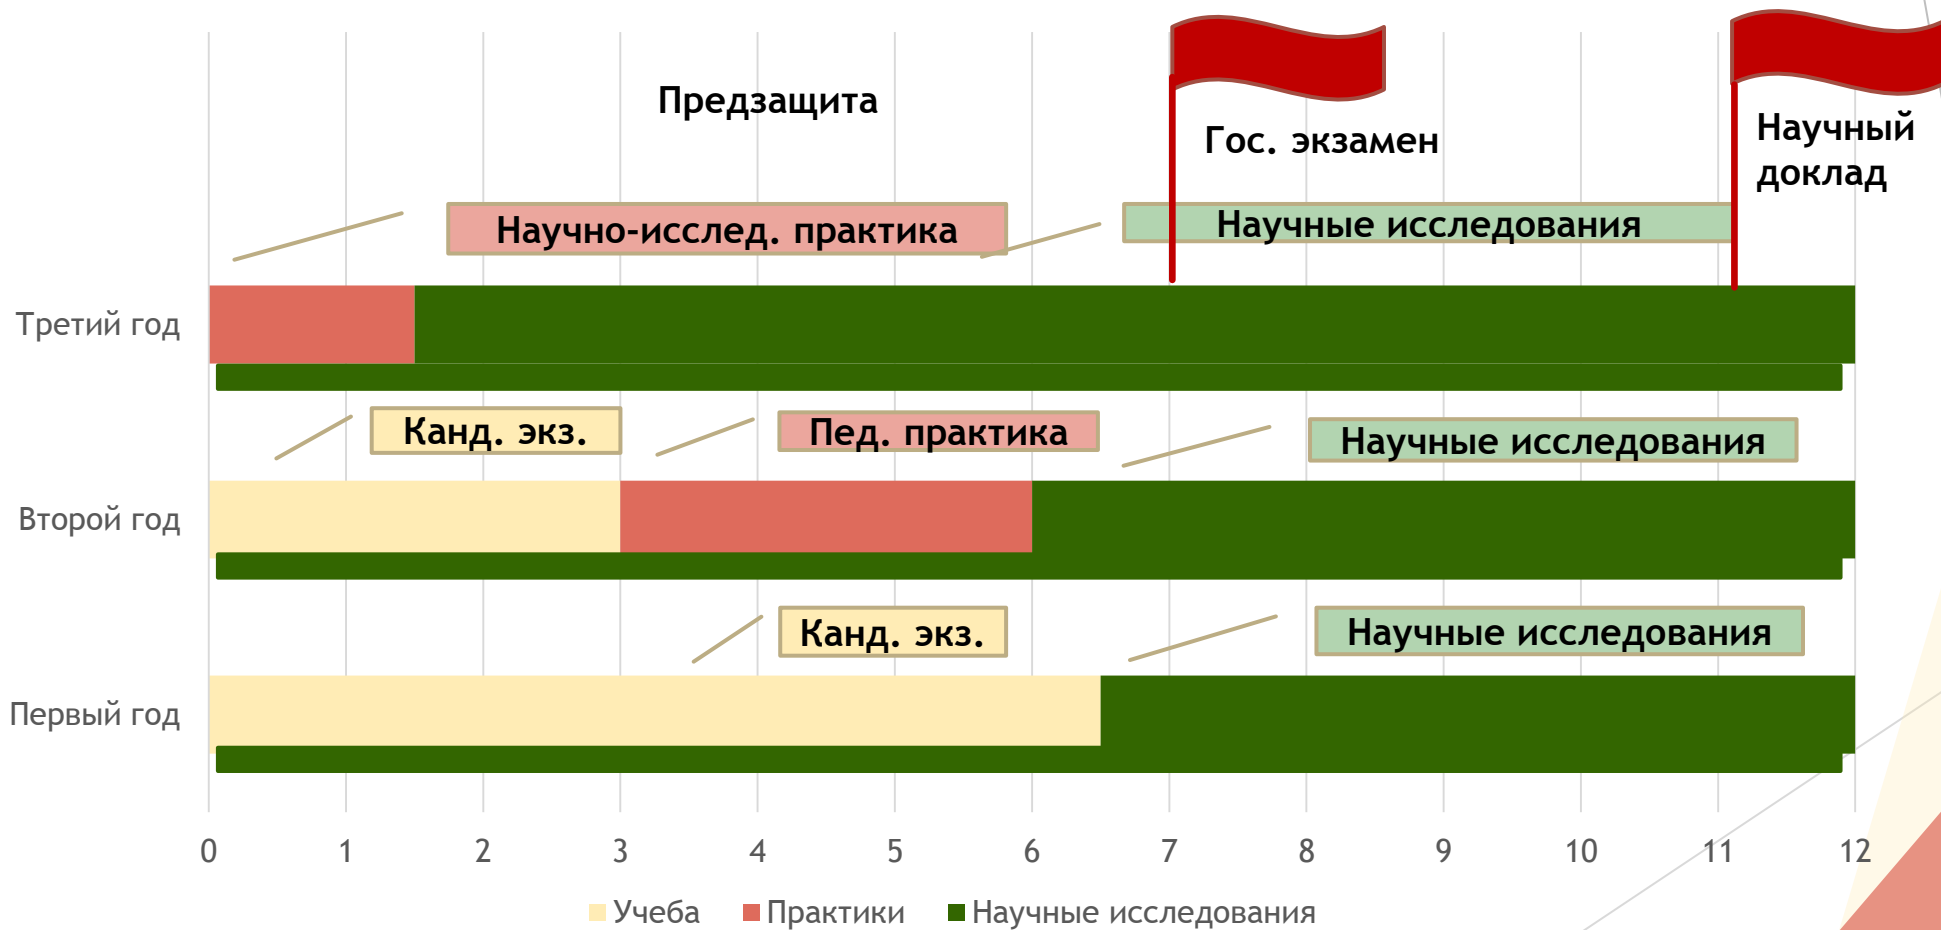 Предзащита
Гос. экзамен
Научный
доклад
Научно-исслед. практика
Научные исследования
Третий год
Канд. экз.
Пед. практика
Научные исследования
Второй год
Канд. экз.
Научные исследования
Первый год
0 1 2 3 4 5 6 7 8 9 10 11 12
Учеба Практики Научные исследования